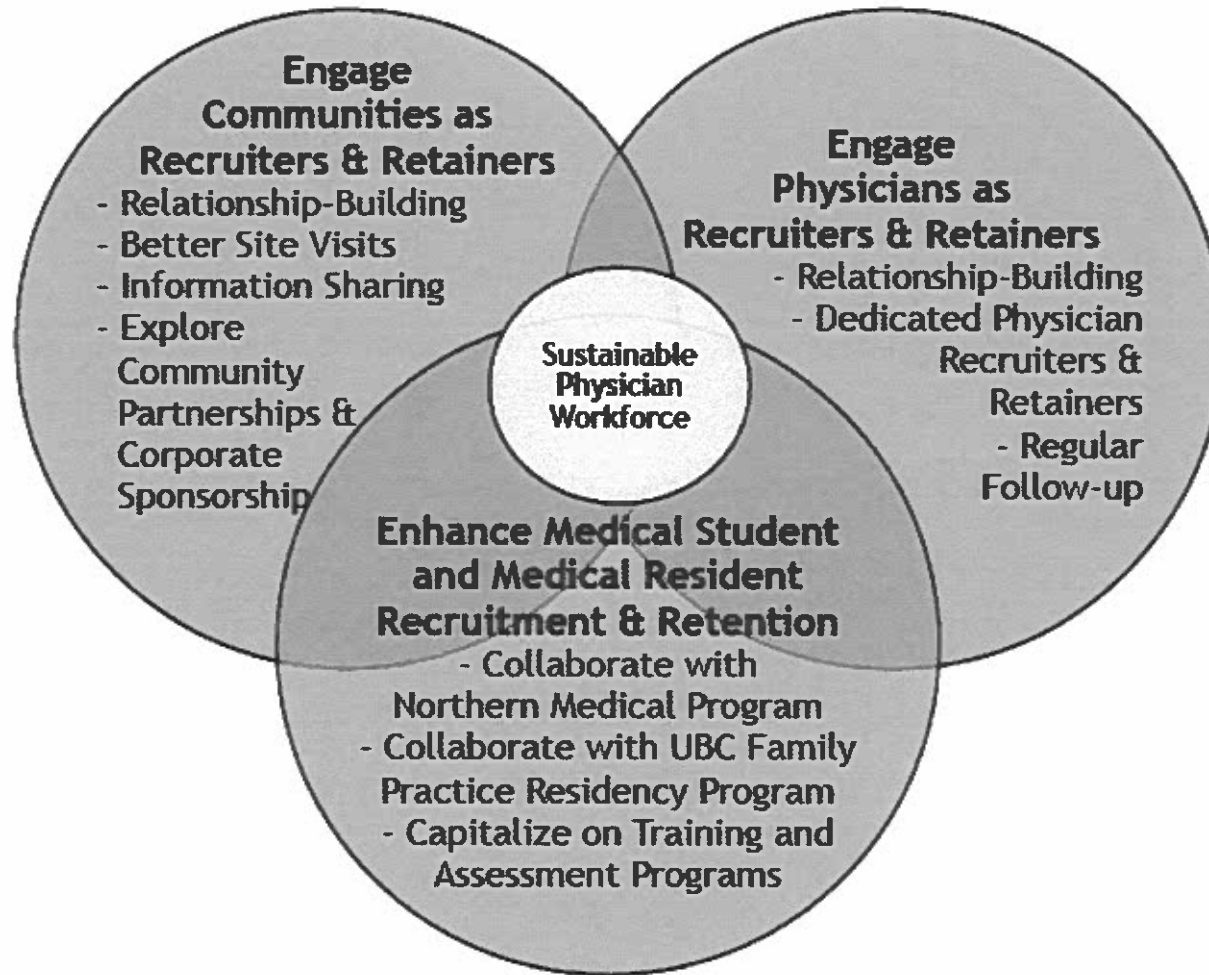 Engage
Communities as
Recruiters & Retainers
- Relationship-Building
- Better Site Visits
- Information Sharing
- Explore
Community
Partnerships &
Corporate
Sponsorship
Engage
Physicians as
Recruiters & Retainers
- Relationship-Building
- Dedicated Physician
Recruiters &
Retainers
- Regular
Follow-up
Sustainable
Physician
Workforce
Enhance Medical Student
and Medical Resident
Recruitment & Retention
- Collaborate with
Northern Medical Program
- Collaborate with UBC Family
Practice Residency Program
- Capitalize on Training and
Assessment Programs